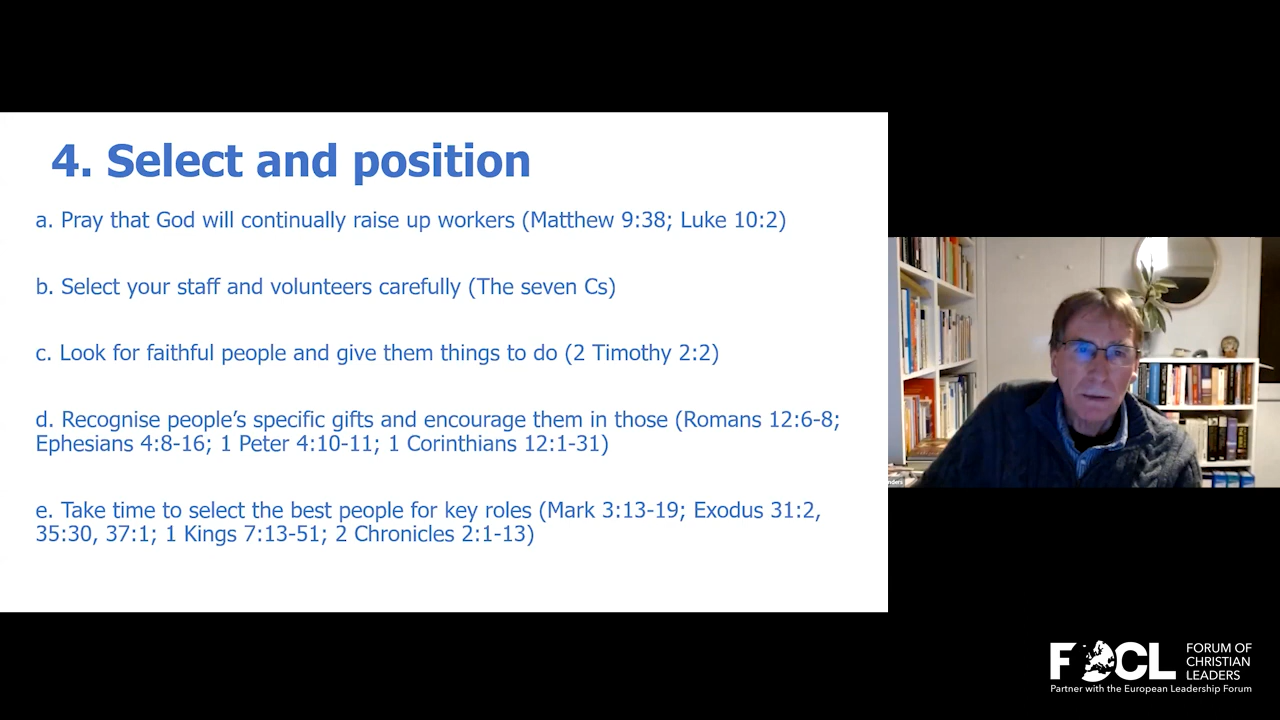 4. Select and position
a. Pray that God will continually raise up workers (Matthew 9:38; Luke 10:2)
b. Select your staff and volunteers carefully (The seven Cs)
c. Look for faithful people and give them things to do (2 Timothy 2:2)
d. Recognise people’s specific gifts and encourage them in those (Romans 12:6-8;
Ephesians 4:8-16; 1 Peter 4:10-11; 1 Corinthians 12:1-31)
e. Take time to select the best people for key roles (Mark 3:13-19; Exodus 31:2,
35:30, 37:1; 1 Kings 7:13-51; 2 Chronicles 2:1-13)
FOCL
FORUM OF
CHRISTIAN
LEADERS
Partner with the European Leadership Forum